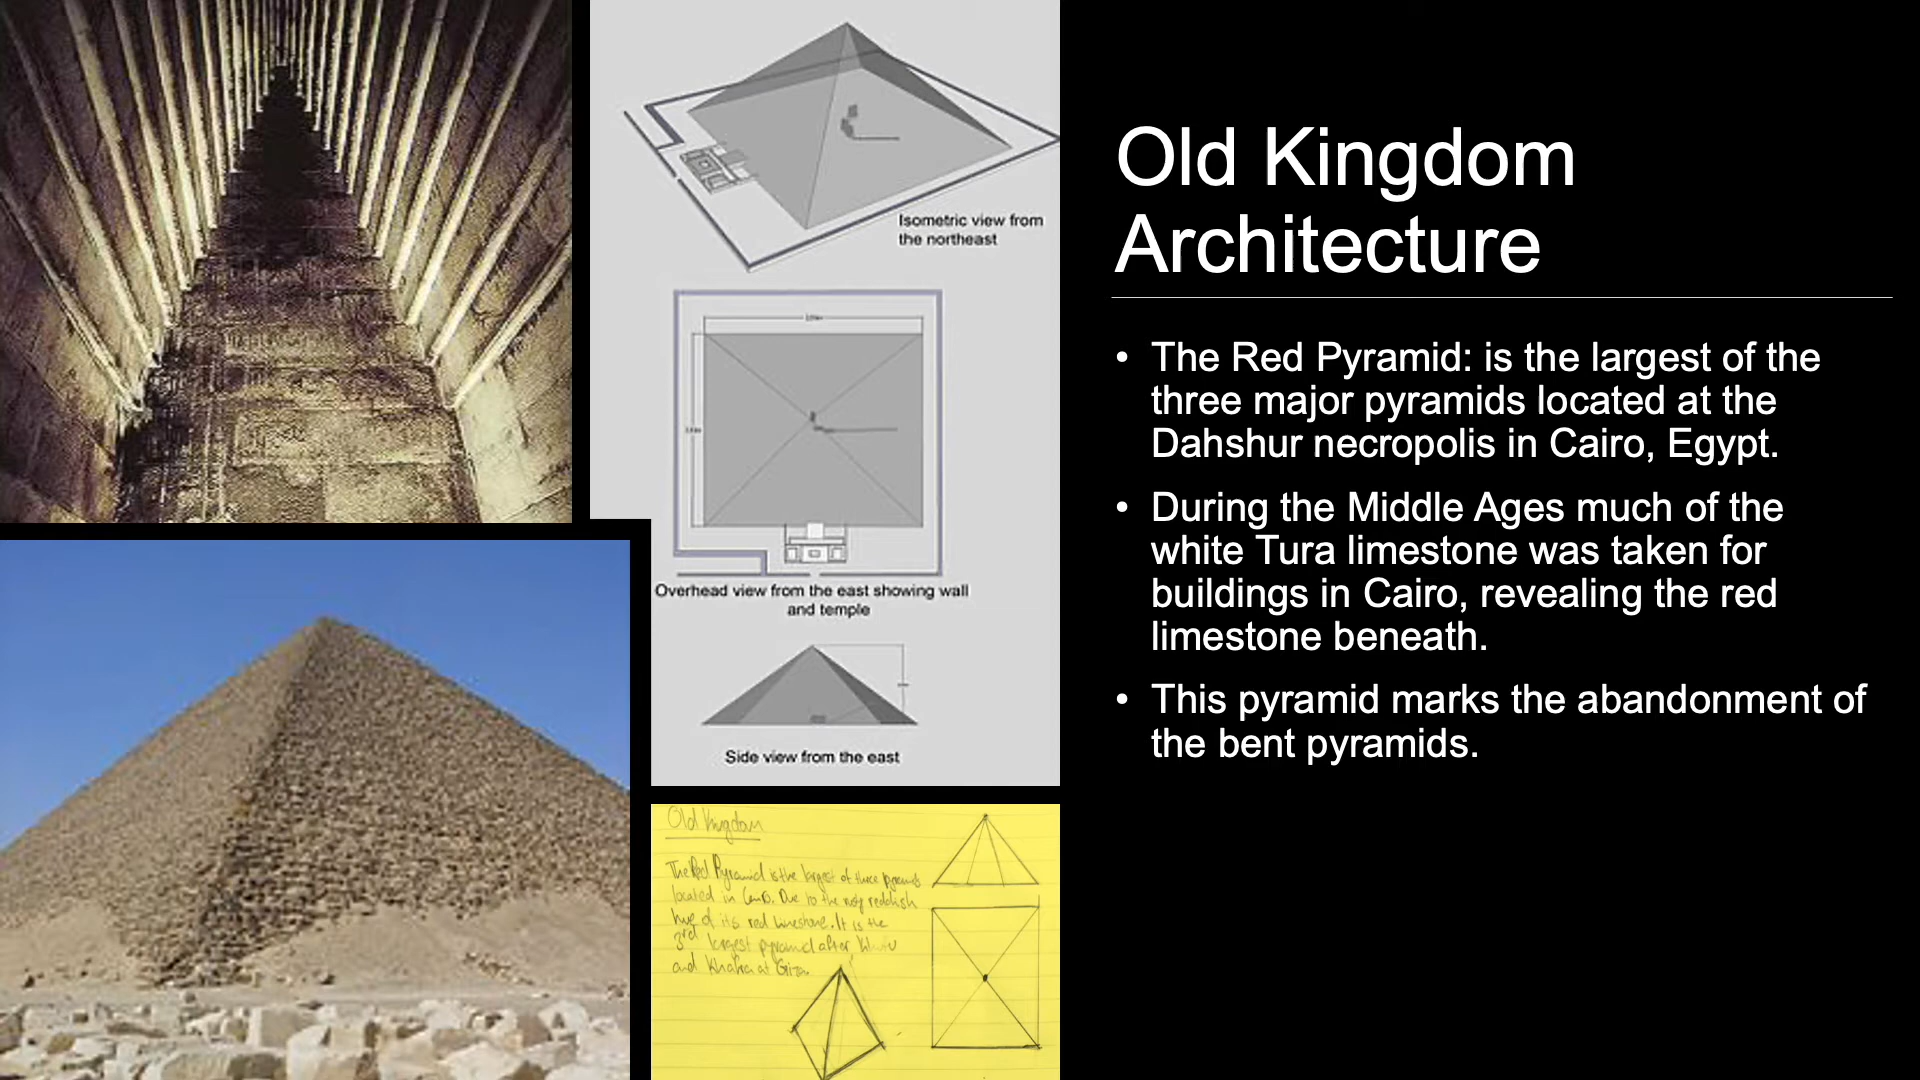 Isometric view from
the northeast
Overhead view from the east showing wall
and temple
Side view from the east
Old Kingdom
The Red Pyramid is the largest of three pyramids
located in Cairo. Due to the reddish
hue of its red limestone. It is the
3rd largest pyramid after Khufu
and Khafra at Giza.
Old Kingdom
Architecture
• The Red Pyramid: is the largest of the
three major pyramids located at the
Dahshur necropolis in Cairo, Egypt.
• During the Middle Ages much of the
white Tura limestone was taken for
buildings in Cairo, revealing the red
limestone beneath.
• This pyramid marks the abandonment of
the bent pyramids.